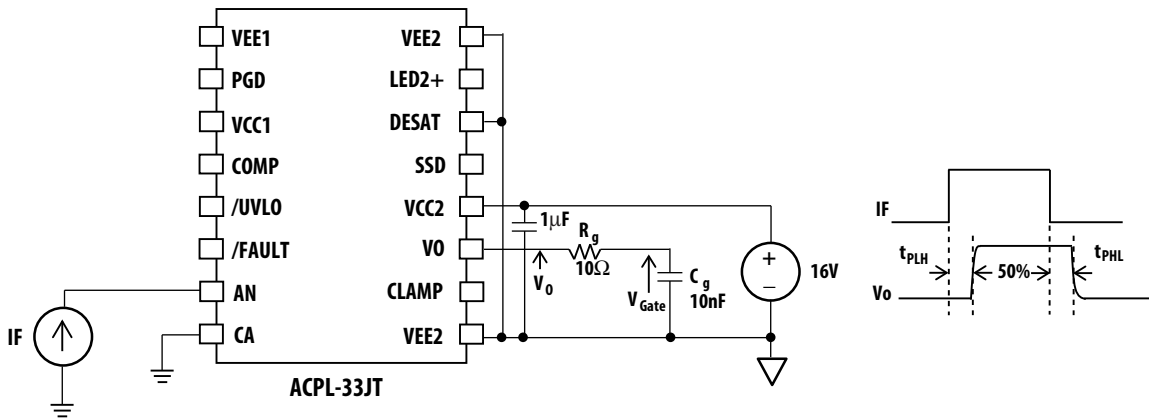 VEE1
PGD
VCC1
COMP
/UVLO
/FAULT
AN
CA
VEE2
LED2+
DESAT
SSD
VCC2
VO
CLAMP
VEE2
ACPL-33JT
IF
1μF
Rg
10Ω
VO
VGate
Cg
10nF
+
−
16V
IF
tPLH
50%
tPHL
Vo